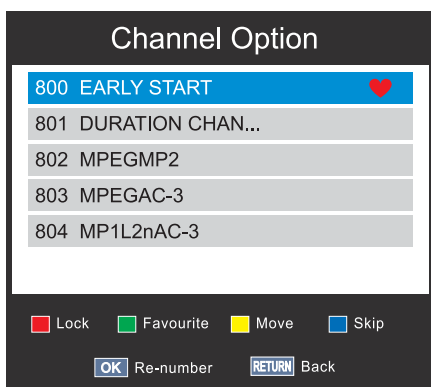 Channel Option
800 EARLY START
801 DURATION CHAN...
802 MPEGMP2
803 MPEGAC-3
804 MP1L2nAC-3
Lock Favourite Move Skip
OK Re-number RETURN Back